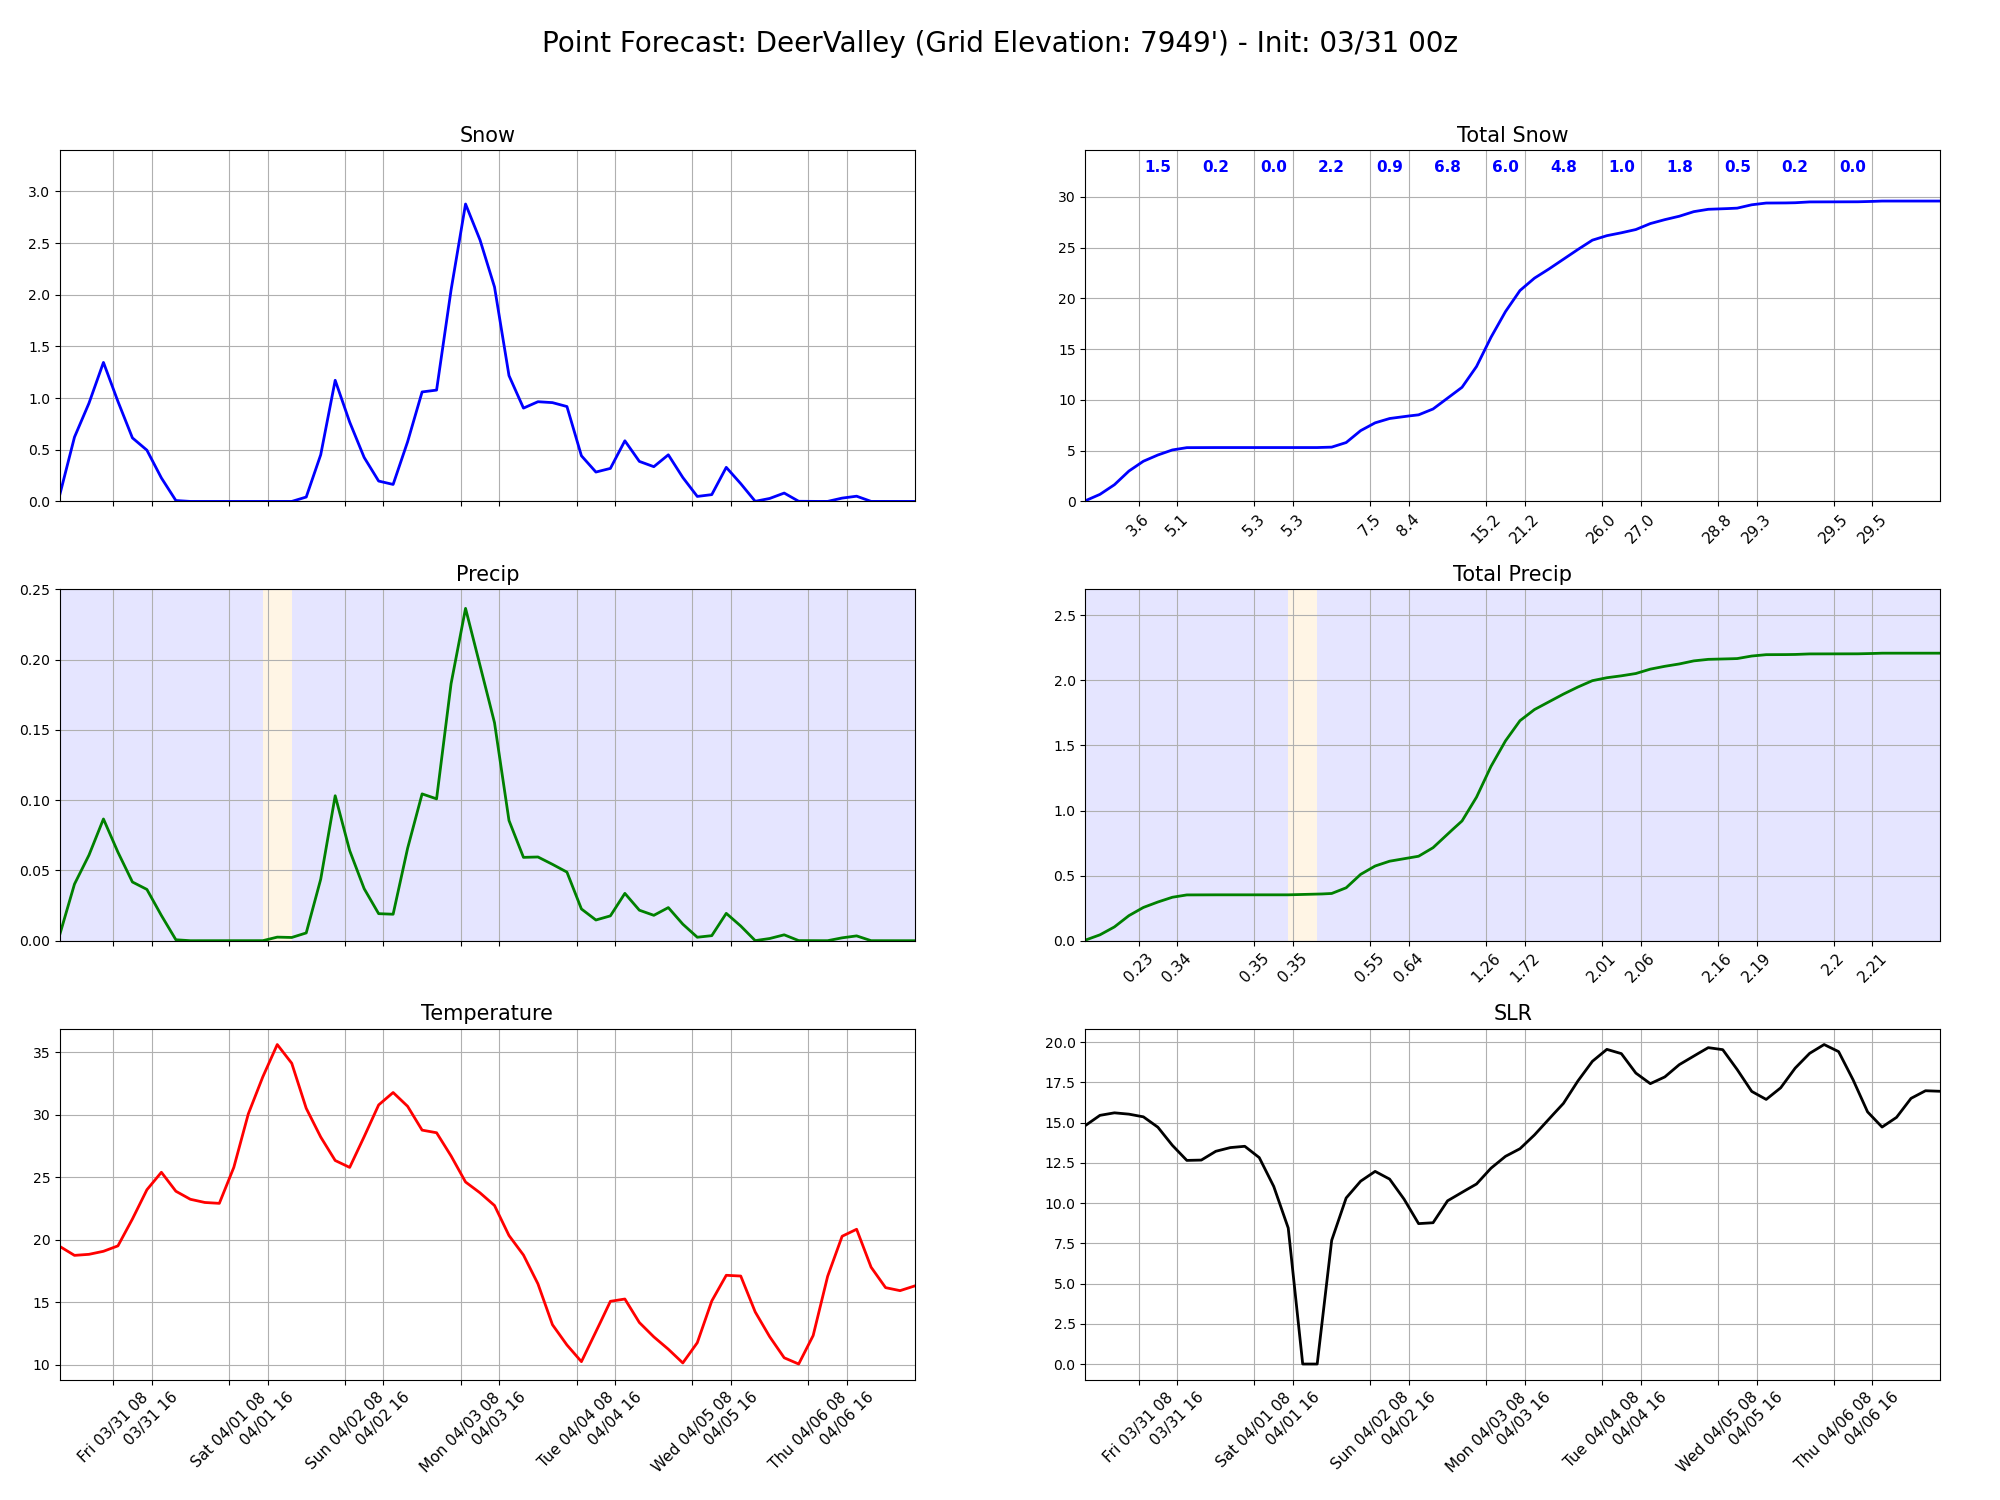 Point Forecast: DeerValley (Grid Elevation: 7949') - Init: 03/31 00z
Snow
3.0
2.5
2.0
1.5
1.0
0.5
0.0
Total Snow
1.5 0.2 0.0 2.2 0.9 6.8 6.0 4.8 1.0 1.8 0.5 0.2 0.0
30
25
20
15
10
5
0
3.6 5.1 5.3 5.3 7.5 8.4 15.2 21.2 26.0 27.0 28.8 29.3 29.5 29.5
Precip
0.25
0.20
0.15
0.10
0.05
0.00
Total Precip
2.5
2.0
1.5
1.0
0.5
0.0
0.23 0.34 0.35 0.35 0.55 0.64 1.26 1.72 2.01 2.06 2.16 2.19 2.2 2.21
Temperature
35
30
25
20
15
10
Fri 03/31 08
03/31 16
Sat 04/01 08
04/01 16
Sun 04/02 08
04/02 16
Mon 04/03 08
04/03 16
Tue 04/04 08
04/04 16
Wed 04/05 08
04/05 16
Thu 04/06 08
04/06 16
SLR
20.0
17.5
15.0
12.5
10.0
7.5
5.0
2.5
0.0
Fri 03/31 08
03/31 16
Sat 04/01 08
04/01 16
Sun 04/02 08
04/02 16
Mon 04/03 08
04/03 16
Tue 04/04 08
04/04 16
Wed 04/05 08
04/05 16
Thu 04/06 08
04/06 16